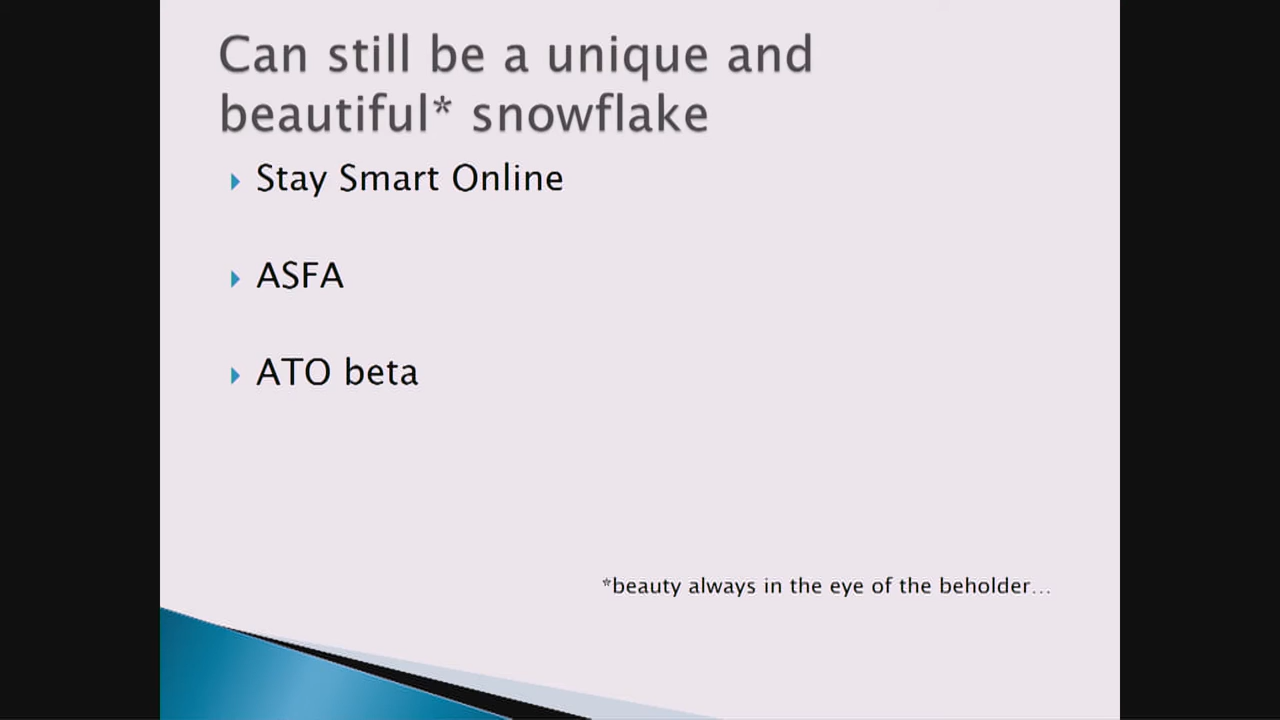 Can still be a unique and
beautiful* snowflake
Stay Smart Online
ASFA
ATO beta
*beauty always in the eye of the beholder…